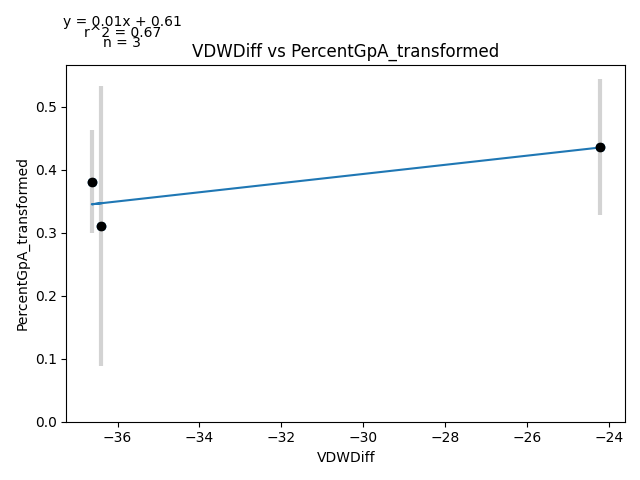 y = 0.01x + 0.61
r^2 = 0.67
n = 3
VDWDiff vs PercentGpA_transformed
PercentGpA_transformed
0.5
0.4
0.3
0.2
0.1
0.0
−36 −34 −32 −30 −28 −26 −24
VDWDiff